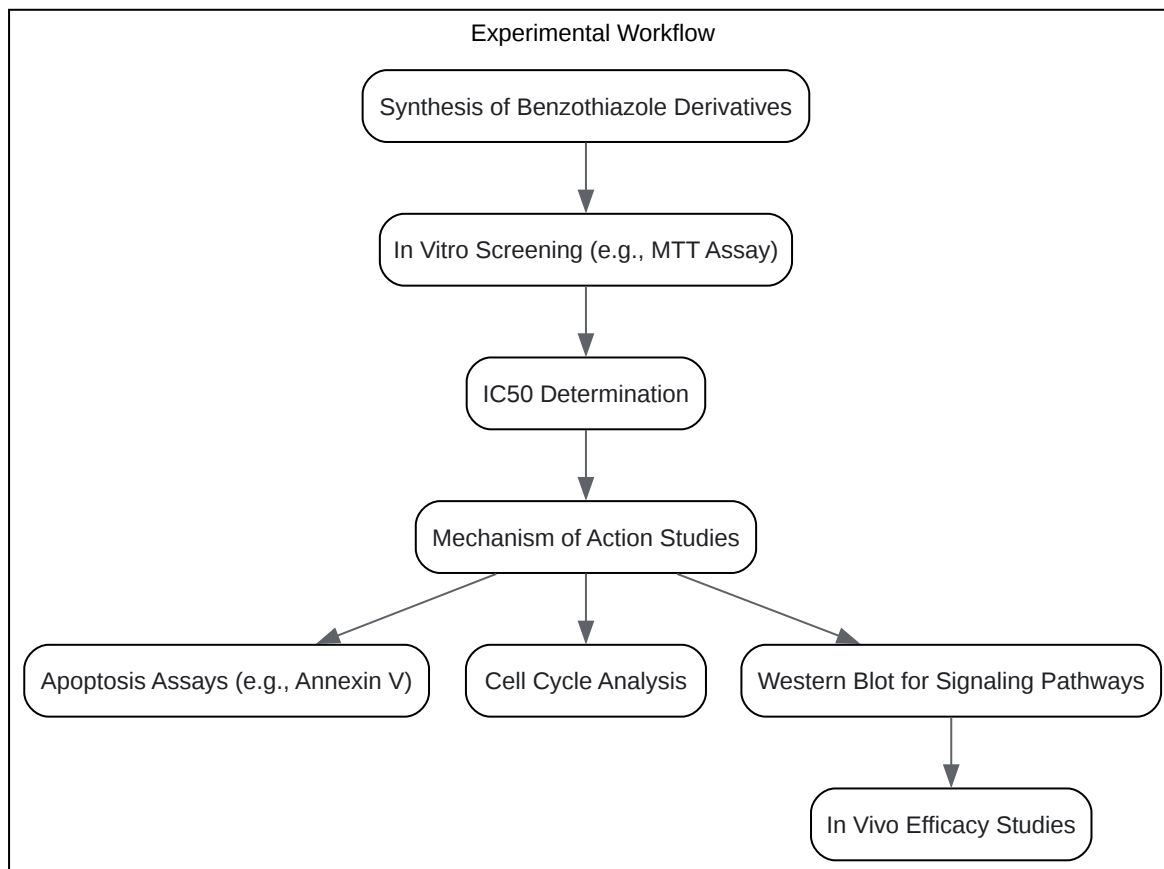 Experimental Workflow
Synthesis of Benzothiazole Derivatives
In Vitro Screening (e.g., MTT Assay)
IC50 Determination
Mechanism of Action Studies
Apoptosis Assays (e.g., Annexin V)
Cell Cycle Analysis
Western Blot for Signaling Pathways
In Vivo Efficacy Studies